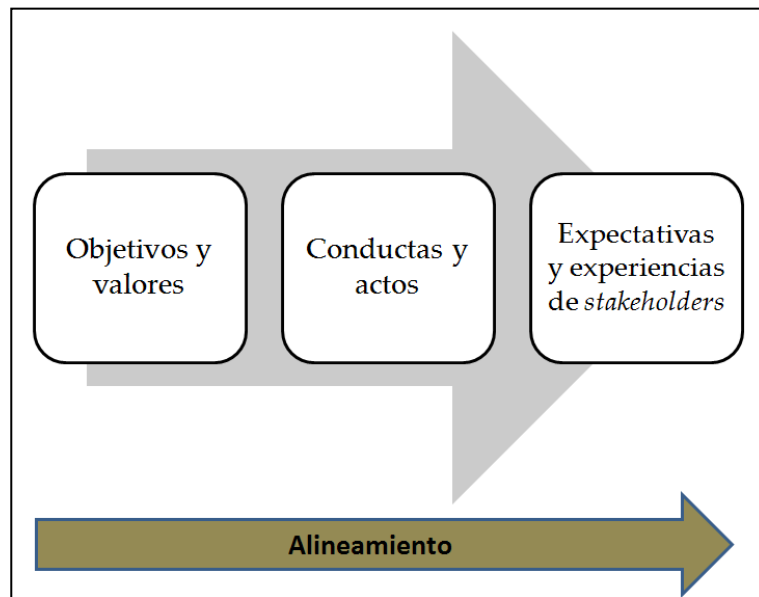 Objetivos y
valores
Conductas y
actos
Expectativas
y experiencias
de stakeholders
Alineamiento